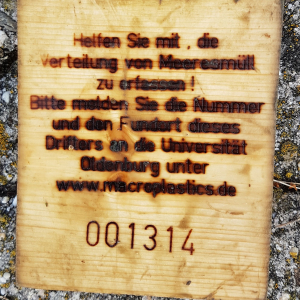 Helfen Sie mit, die
Verteilung von Meeresmüll
zu erfassen!
Bitte melden Sie die Nummer
und den Fundort dieses
Drifters an die Universität
Oldenburg unter
www.macroplastics.de
001314